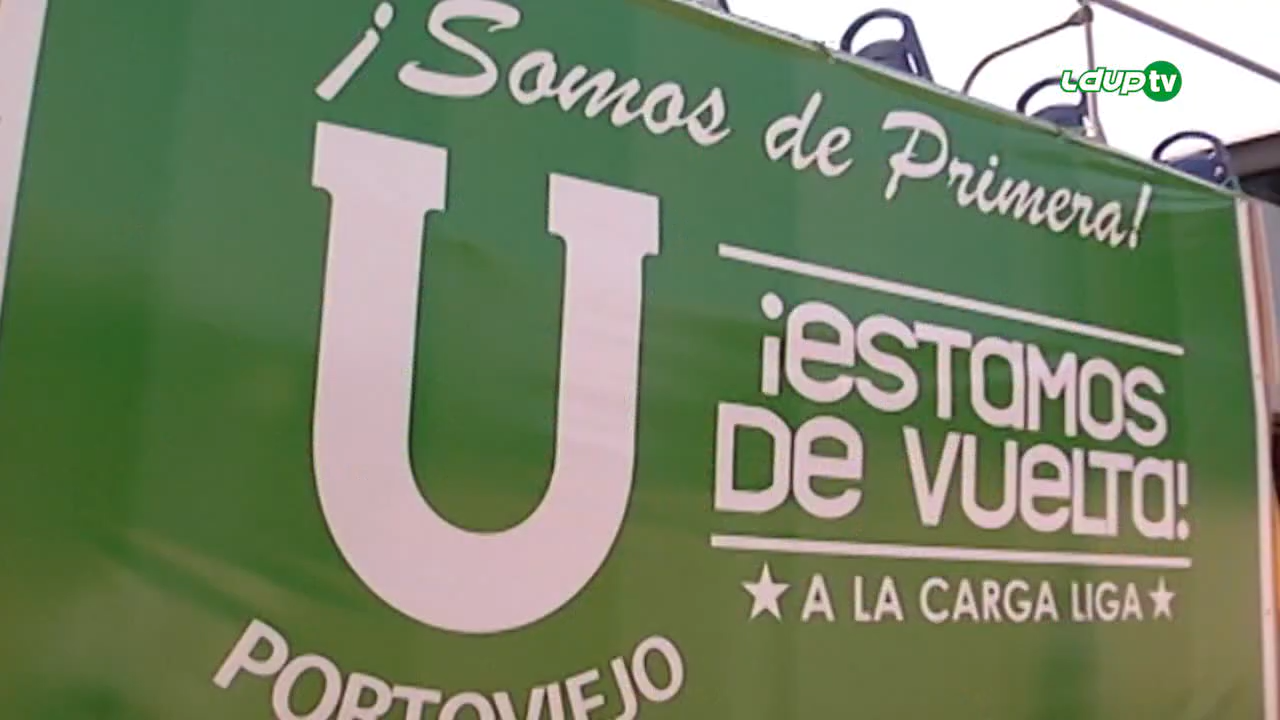 LDUPtv
¡Somos de Primera!
U
¡ESTAMOS
DE VUELTA!
★ A LA CARGA LIGA ★
PORTOVIEJO